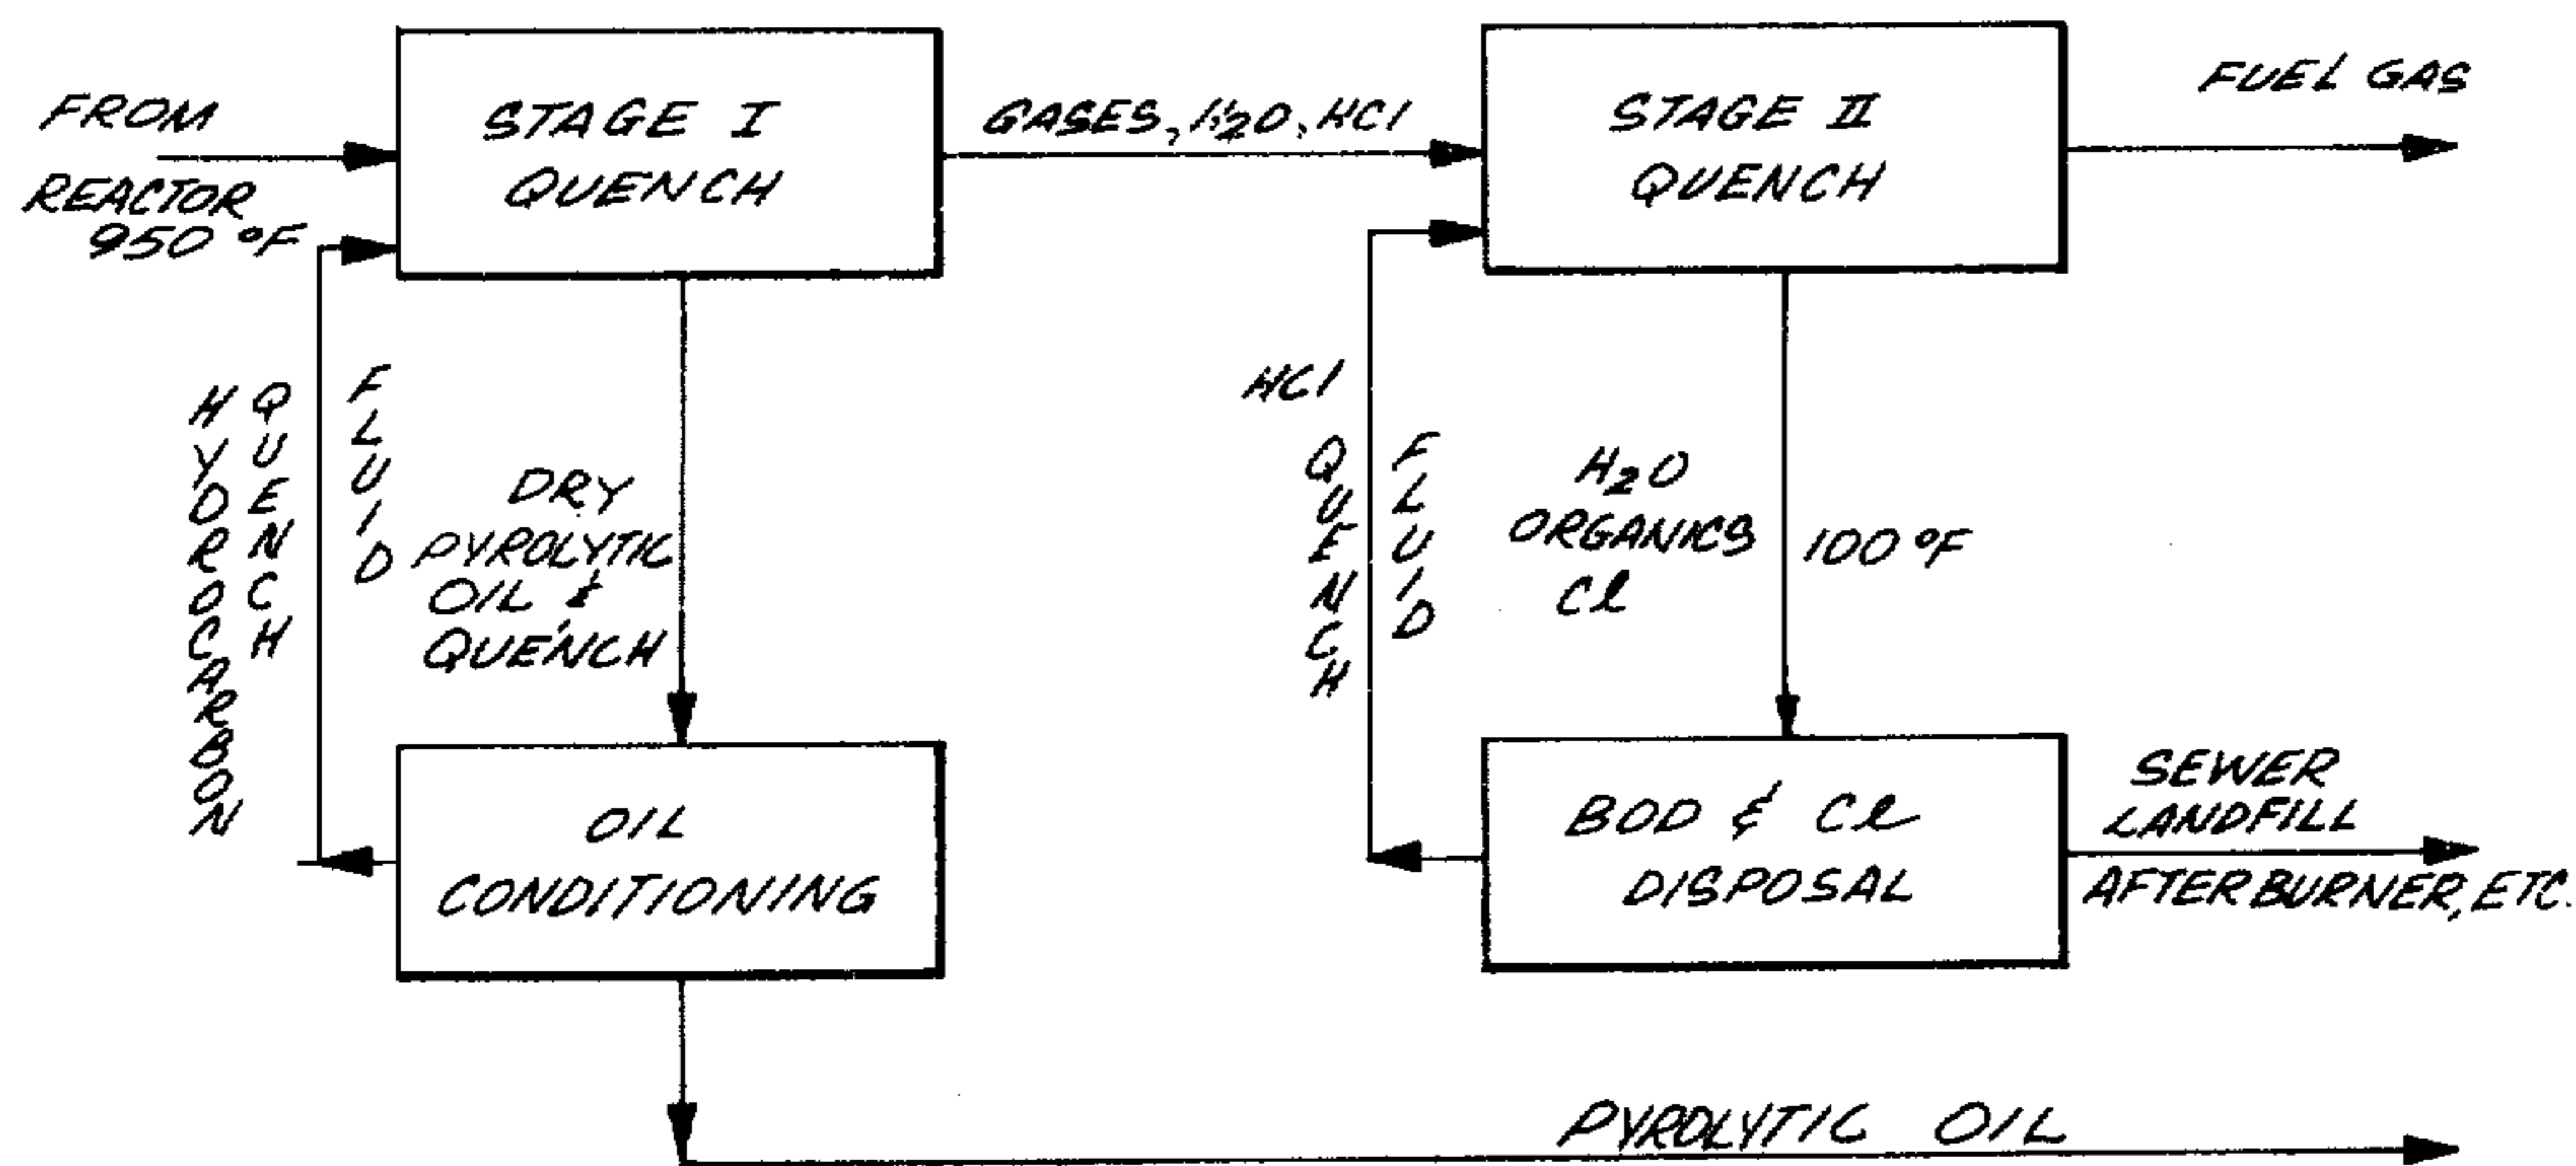 FROM
REACTOR
950 °F
STAGE I
QUENCH
GASES, H2O, HCl
STAGE II
QUENCH
FUEL GAS
HYDROCARBON
QUENCH
FLUID
DRY
PYROLYTIC
OIL &
QUENCH
HCl
QUENCH
FLUID
H2O
ORGANICS
Cl
100 °F
OIL
CONDITIONING
BOD & Cl
DISPOSAL
SEWER
LANDFILL
AFTERBURNER, ETC.
PYROLYTIC OIL